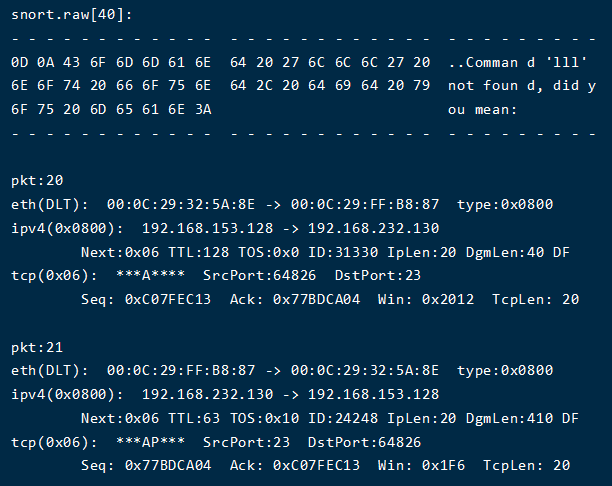 snort.raw[40]:
- - - - - - - - - - - -  - - - - - - - - - - - -  - - - - - - - - -
0D 0A 43 6F 6D 6D 61 6E  64 20 27 6C 6C 6C 27 20  ..Comman d 'lll'
6E 6F 74 20 66 6F 75 6E  64 2C 20 64 69 64 20 79  not foun d, did y
6F 75 20 6D 65 61 6E 3A                           ou mean:
- - - - - - - - - - - -  - - - - - - - - - - - -  - - - - - - - - -
pkt:20
eth(DLT):  00:0C:29:32:5A:8E -> 00:0C:29:FF:B8:87  type:0x0800
ipv4(0x0800):  192.168.153.128 -> 192.168.232.130
        Next:0x06 TTL:128 TOS:0x0 ID:31330 IpLen:20 DgmLen:40 DF
tcp(0x06):  ***A****  SrcPort:64826  DstPort:23
        Seq: 0xC07FEC13  Ack: 0x77BDCA04  Win: 0x2012  TcpLen: 20
pkt:21
eth(DLT):  00:0C:29:FF:B8:87 -> 00:0C:29:32:5A:8E  type:0x0800
ipv4(0x0800):  192.168.232.130 -> 192.168.153.128
        Next:0x06 TTL:63 TOS:0x10 ID:24248 IpLen:20 DgmLen:410 DF
tcp(0x06):  ***AP***  SrcPort:23  DstPort:64826
        Seq: 0x77BDCA04  Ack: 0xC07FEC13  Win: 0x1F6  TcpLen: 20